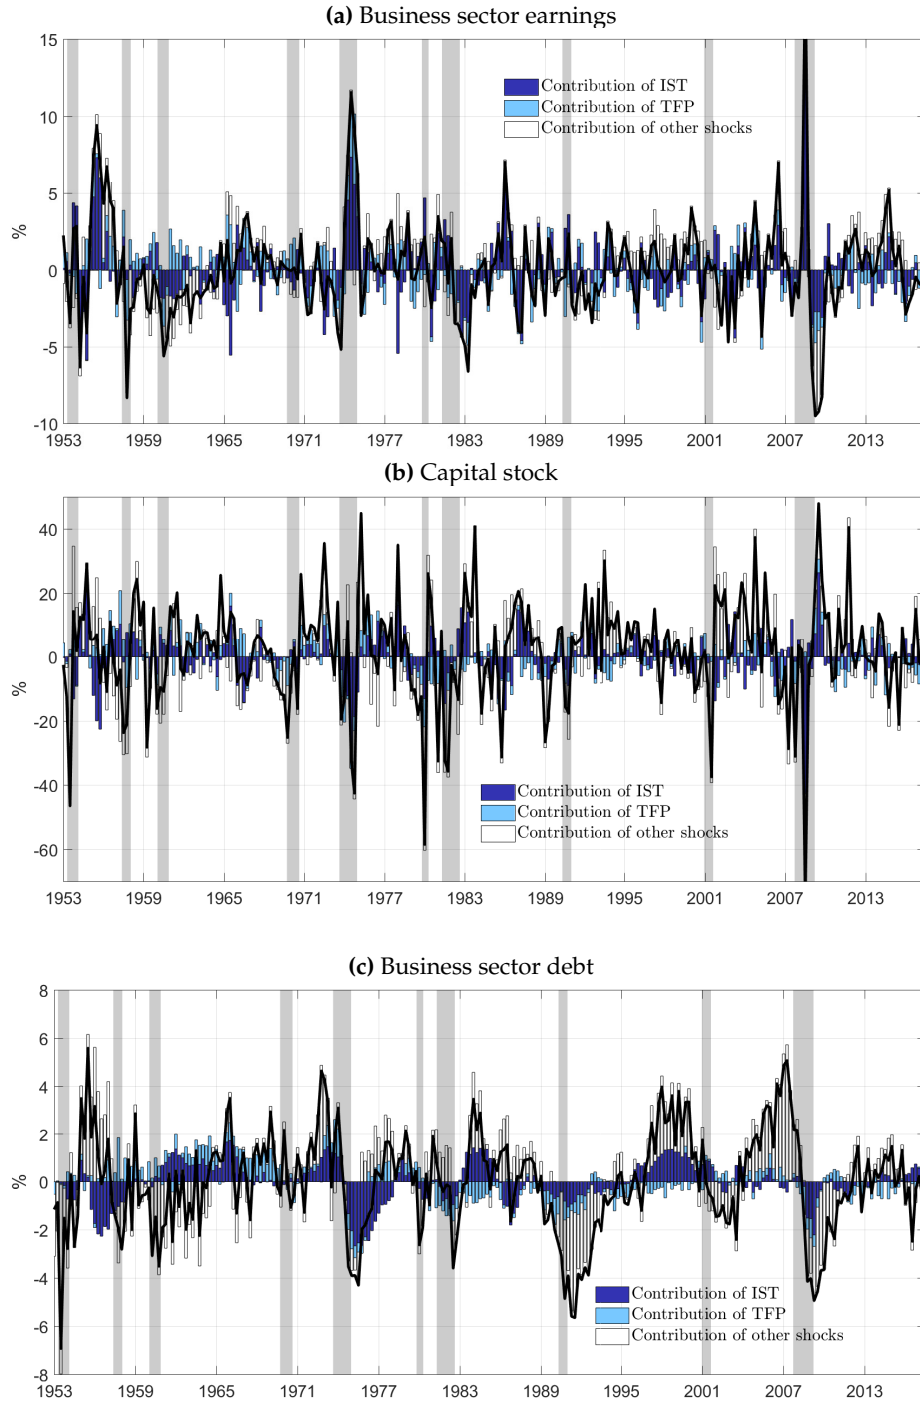 (a) Business sector earnings
15
10
5
0
-5
-10
%
Contribution of IST
Contribution of TFP
Contribution of other shocks
1953 1959 1965 1971 1977 1983 1989 1995 2001 2007 2013
(b) Capital stock
40
20
0
-20
-40
-60
%
Contribution of IST
Contribution of TFP
Contribution of other shocks
1953 1959 1965 1971 1977 1983 1989 1995 2001 2007 2013
(c) Business sector debt
8
6
4
2
0
-2
-4
-6
-8
%
Contribution of IST
Contribution of TFP
Contribution of other shocks
1953 1959 1965 1971 1977 1983 1989 1995 2001 2007 2013